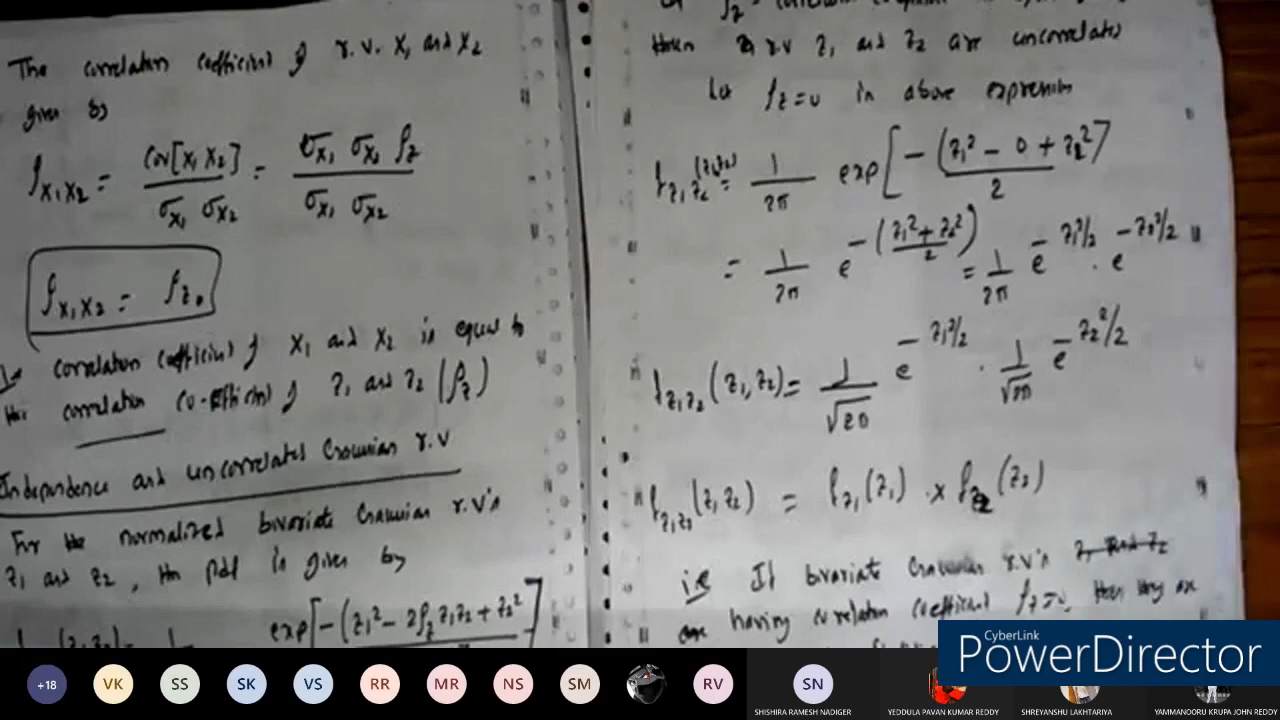 The correlation coefficient of r.v. X1 and X2
given by
ρX1X2 = Cov[X1 X2] / σX1 σX2 = σX1 σX2 ρz / σX1 σX2
ρX1X2 = ρz.
correlation coefficient of X1 and X2 is equal to
the correlation co-efficient of Z1 and Z2 (ρz)
Independence and uncorrelated Gaussian r.v
For the normalized bivariate Gaussian r.v's
Z1 and Z2, the pdf is given by
exp[-(z1² - 2ρz z1z2 + z2²
then r.v Z1 and Z2 are uncorrelated
Let ρz = 0 in above expression
fZ1Z2(z1,z2) = 1/2π exp[-(z1² - 0 + z2²)/2]
= 1/2π e^-(z1²+z2²/2) = 1/2π e^-z1²/2 . e^-z2²/2
fZ1Z2(z1, z2) = 1/√2π e^-z1²/2 . 1/√2π e^-z2²/2
fZ1Z2(z1, z2) = fZ1(z1) . x fZ2(z2)
i.e If bivariate Gaussian r.v's
are having correlation coefficient ρz=0, then they are
CyberLink
PowerDirector
+18
VK
SS
SK
VS
RR
MR
NS
SM
RV
SN
SHISHIRA RAMESH NADIGER
YEDDULA PAVAN KUMAR REDDY
SHREYANSHU LAKHTARIYA
YAMMANOORU KRUPA JOHN REDDY